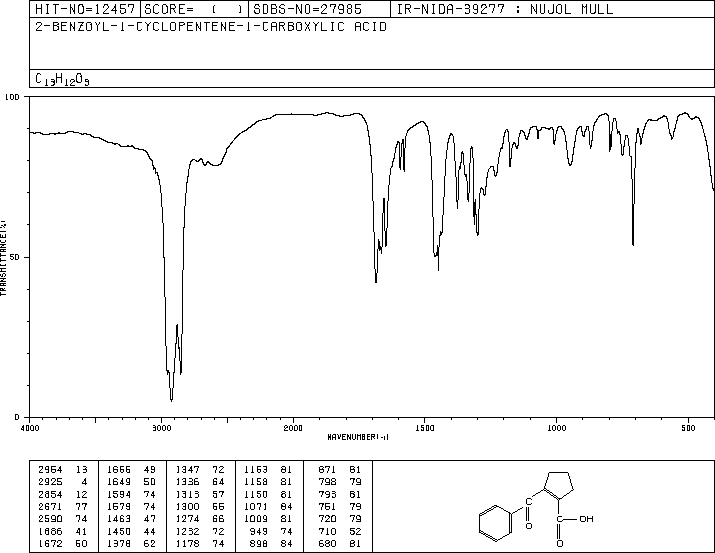 HIT-NO=12457 SCORE= ( ) SDBS-NO=27985 IR-NIDA-39277 : NUJOL MULL
2-BENZOYL-1-CYCLOPENTENE-1-CARBOXYLIC ACID
C13H12O3
100
50
0
TRANSMITTANCE(%)
4000 3000 2000 1500 1000 500
WAVENUMBER(-1)
2964 13 1666 49 1347 72 1163 81 871 81
2925 4 1649 50 1336 64 1158 81 798 79
2854 12 1594 74 1313 57 1150 81 793 81
2671 77 1579 74 1300 55 1071 84 751 79
2590 74 1463 47 1274 66 1009 81 720 79
1686 41 1450 44 1232 72 949 74 710 52
1672 50 1378 62 1178 74 898 84 680 81
C
O
C
OH
O